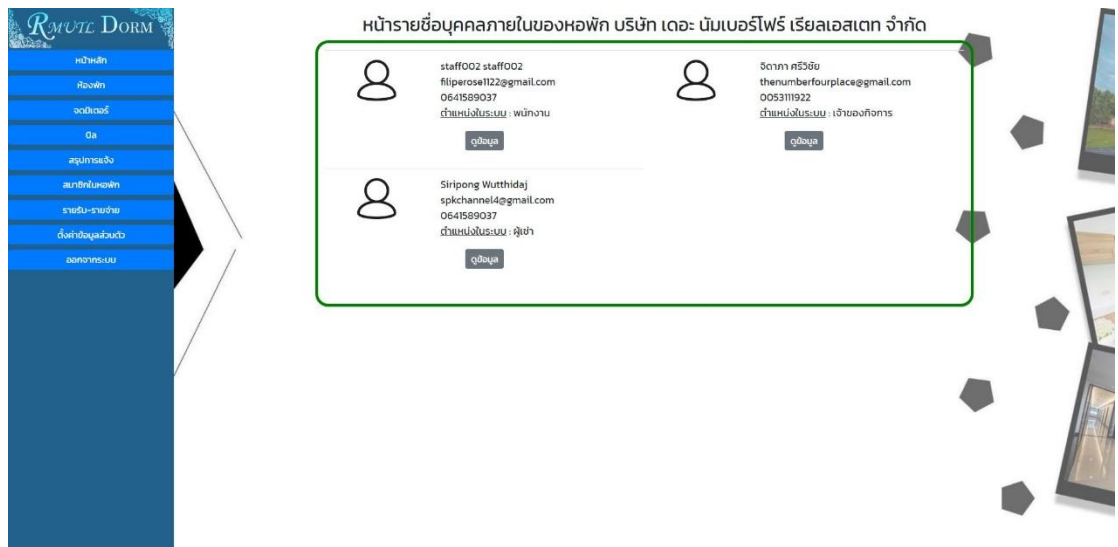 RMUTL DORM
หน้าหลัก
ห้องพัก
จดมิเตอร์
บิล
สรุปการแจ้ง
สมาชิกในหอพัก
รายรับ-รายจ่าย
ตั้งค่าข้อมูลส่วนตัว
ออกจากระบบ
หน้ารายชื่อบุคคลภายในของหอพัก บริษัท เดอะ นัมเบอร์โฟร์ เรียลเอสเตท จำกัด
staff002 staff002
filiperose1122@gmail.com
0641589037
ตำแหน่งในระบบ : พนักงาน
ดูข้อมูล
จิดาภา ศรีวิชัย
thenumberfourplace@gmail.com
0053111922
ตำแหน่งในระบบ : เจ้าของกิจการ
ดูข้อมูล
Siripong Wutthidaj
spkchannel4@gmail.com
0641589037
ตำแหน่งในระบบ : ผู้เช่า
ดูข้อมูล